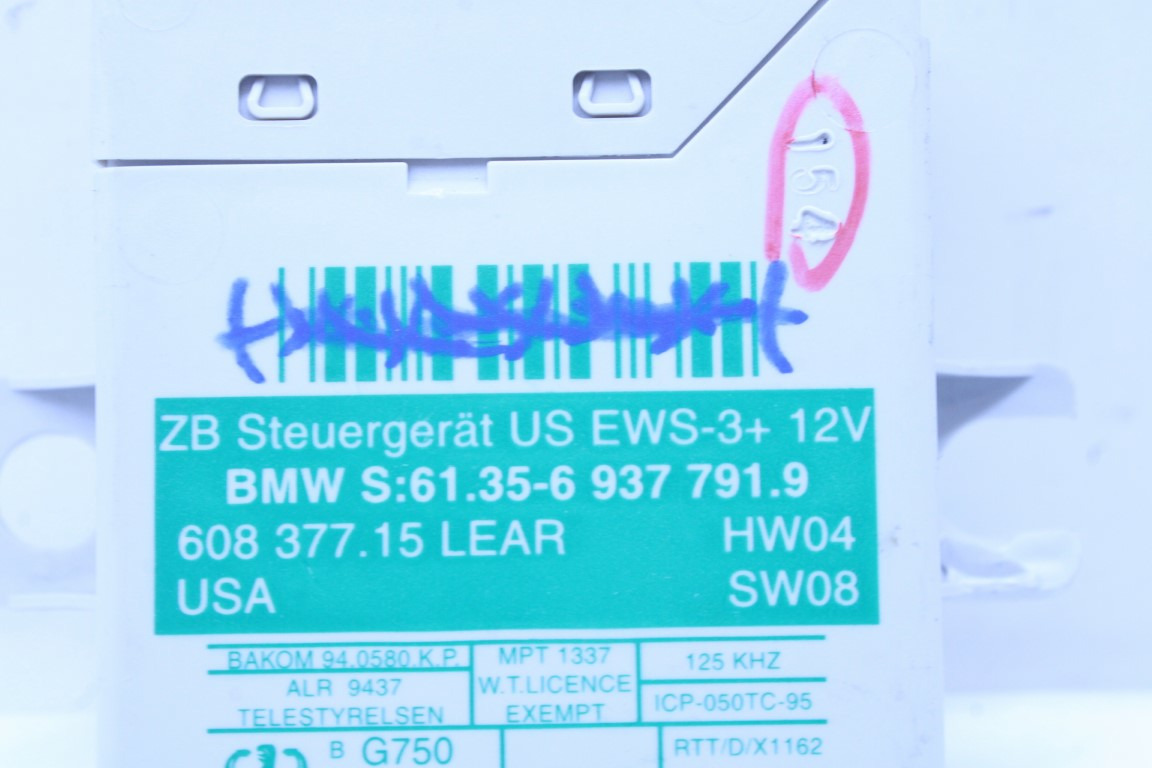 154
ZB Steuergerät US EWS-3+ 12V
BMW S:61.35-6 937 791.9
608 377.15 LEAR HW04
USA SW08
BAKOM 94.0580.K.P. MPT 1337 125 KHZ
ALR 9437 W.T.LICENCE ICP-050TC-95
TELESTYRELSEN EXEMPT
B G750 RTT/D/X1162